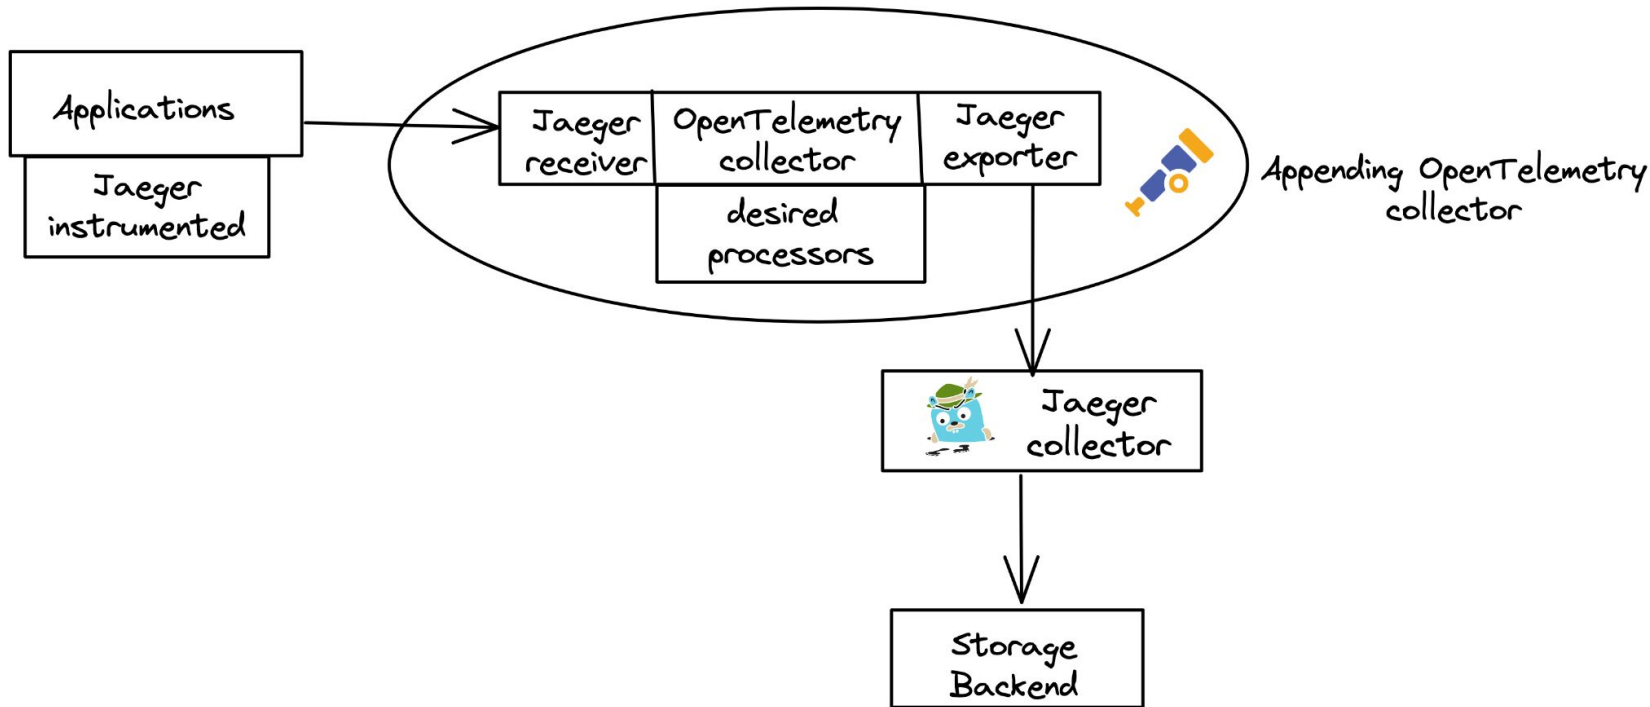 Applications
Jaeger
instrumented
Jaeger
receiver
OpenTelemetry
collector
desired
processors
Jaeger
exporter
Appending OpenTelemetry
collector
Jaeger
collector
Storage
Backend